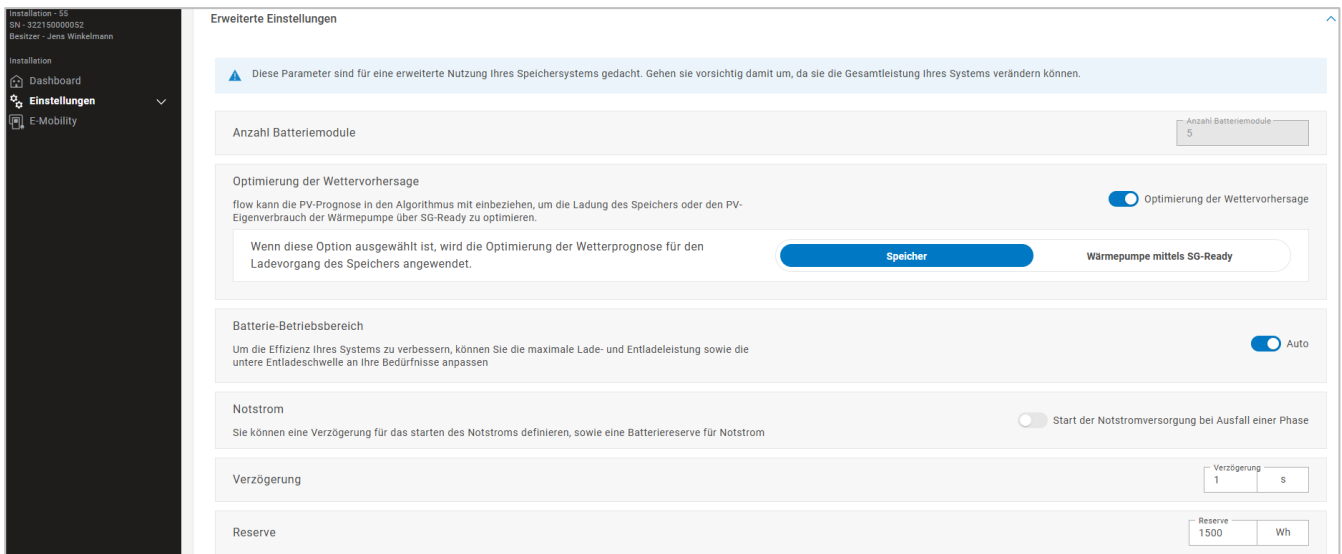 Installation - 55
SN - 322150000052
Besitzer - Jens Winkelmann
Installation
Dashboard
Einstellungen
E-Mobility
Erweiterte Einstellungen
Diese Parameter sind für eine erweiterte Nutzung Ihres Speichersystems gedacht. Gehen sie vorsichtig damit um, da sie die Gesamtleistung Ihres Systems verändern können.
Anzahl Batteriemodule
Anzahl Batteriemodule
5
Optimierung der Wettervorhersage
flow kann die PV-Prognose in den Algorithmus mit einbeziehen, um die Ladung des Speichers oder den PV-
Eigenverbrauch der Wärmepumpe über SG-Ready zu optimieren.
Optimierung der Wettervorhersage
Wenn diese Option ausgewählt ist, wird die Optimierung der Wetterprognose für den
Ladevorgang des Speichers angewendet.
Speicher
Wärmepumpe mittels SG-Ready
Batterie-Betriebsbereich
Um die Effizienz Ihres Systems zu verbessern, können Sie die maximale Lade- und Entladeleistung sowie die
untere Entladeschwelle an Ihre Bedürfnisse anpassen
Auto
Notstrom
Sie können eine Verzögerung für das starten des Notstroms definieren, sowie eine Batteriereserve für Notstrom
Start der Notstromversorgung bei Ausfall einer Phase
Verzögerung
Verzögerung
1 s
Reserve
Reserve
1500 Wh